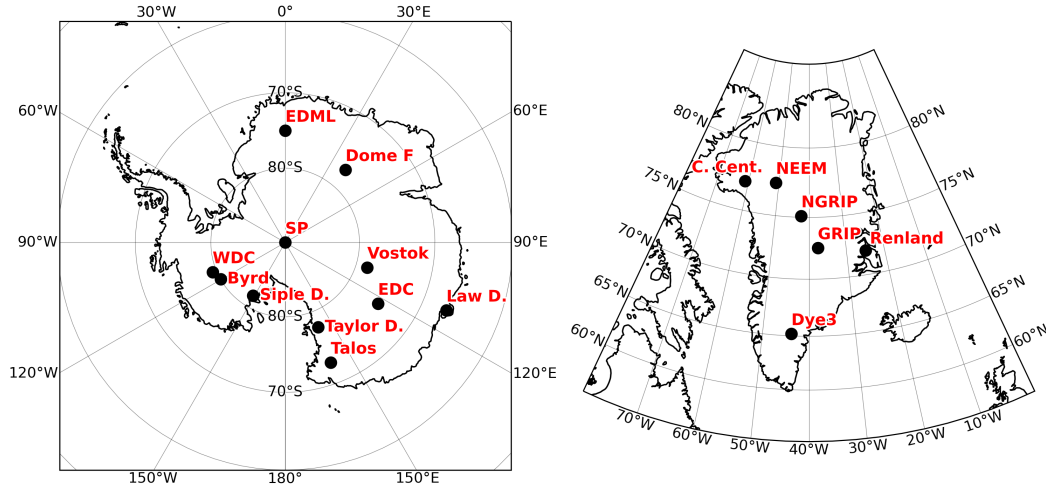 30°W 0° 30°E
60°W 60°E
70°S
EDML
Dome F
80°S
SP
90°W 90°E
Vostok
WDC
Byrd
Siple D.
EDC
Law D.
80°S
Taylor D.
Talos
120°W 120°E
70°S
150°W 180° 150°E
80°N 80°N
C. Cent. NEEM
75°N 75°N
NGRIP
70°N GRIP Renland 70°N
65°N 65°N
Dye3
60°N 60°N
70°W 60°W 50°W 40°W 30°W 20°W 10°W